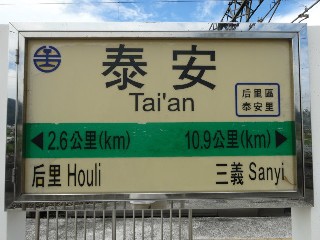 泰安
Tai'an
后里區
泰安里
◀2.6公里(km) 10.9公里(km)▶
后里 Houli 三義 Sanyi